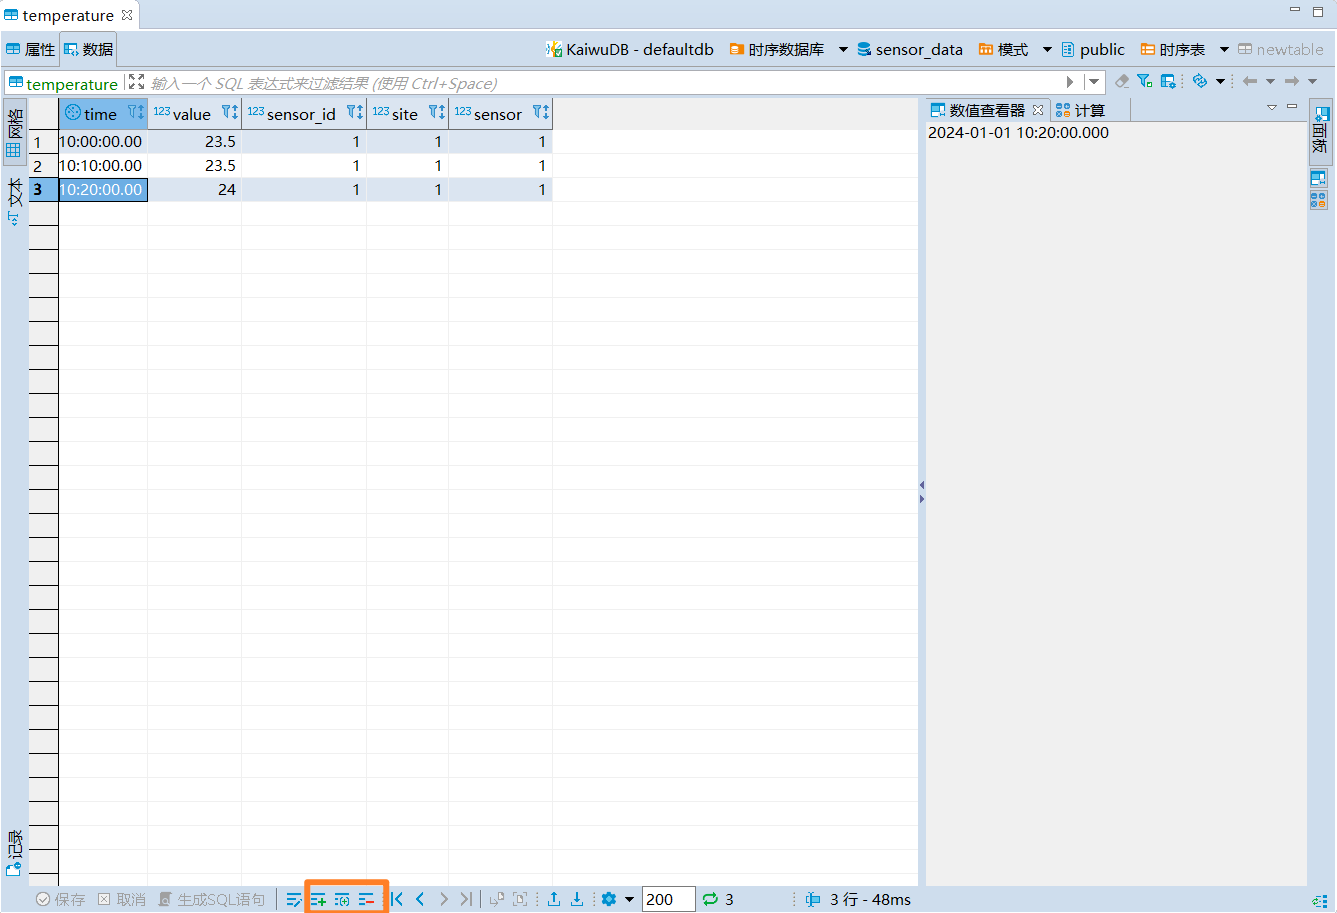 temperature
属性 数据 KaiwuDB - defaultdb 时序数据库 sensor_data 模式 public 时序表 newtable
temperature 输入一个 SQL 表达式来过滤结果 (使用 Ctrl+Space)
网格
文本
记录
time 123 value 123 sensor_id 123 site 123 sensor
1 10:00:00.00 23.5 1 1 1
2 10:10:00.00 23.5 1 1 1
3 10:20:00.00 24 1 1 1
数值查看器 计算
2024-01-01 10:20:00.000
面板
保存 取消 生成SQL语句 200 3 3 行 - 48ms